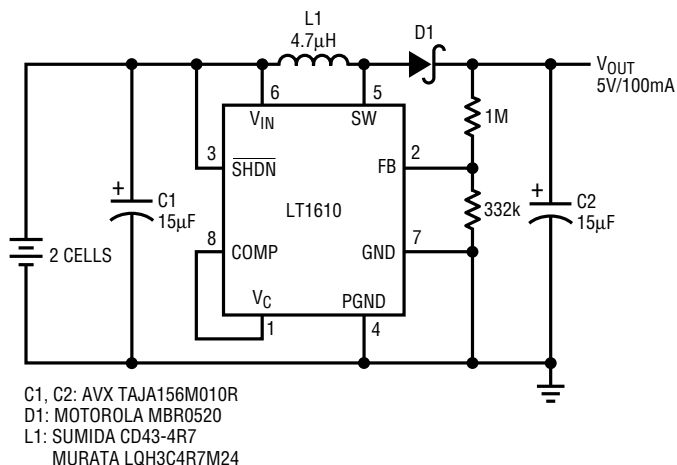 L1
4.7µH
D1
VOUT
5V/100mA
6
5
VIN
SW
1M
3
SHDN
FB
2
+
C1
15µF
LT1610
332k
+
C2
15µF
8
COMP
GND
7
2 CELLS
VC
PGND
1
4
C1, C2: AVX TAJA156M010R
D1: MOTOROLA MBR0520
L1: SUMIDA CD43-4R7
MURATA LQH3C4R7M24